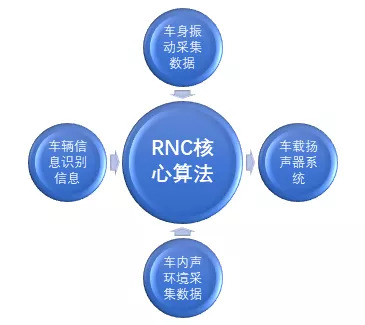 车身振
动采集
数据
车辆信
息识别
信息
RNC核
心算法
车载扬
声器系
统
车内声
环境采
集数据